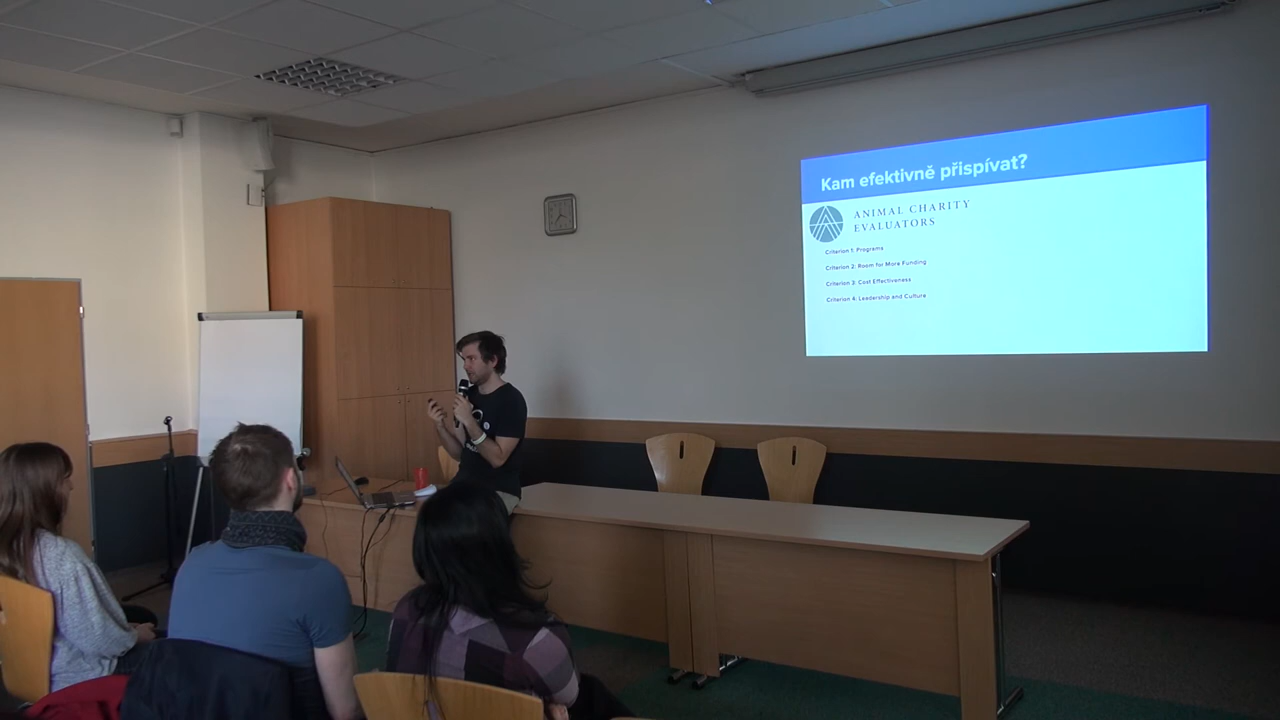 Kam efektivně přispívat?
ANIMAL CHARITY
EVALUATORS
Criterion 1: Programs
Criterion 2: Room for More Funding
Criterion 3: Cost Effectiveness
Criterion 4: Leadership and Culture